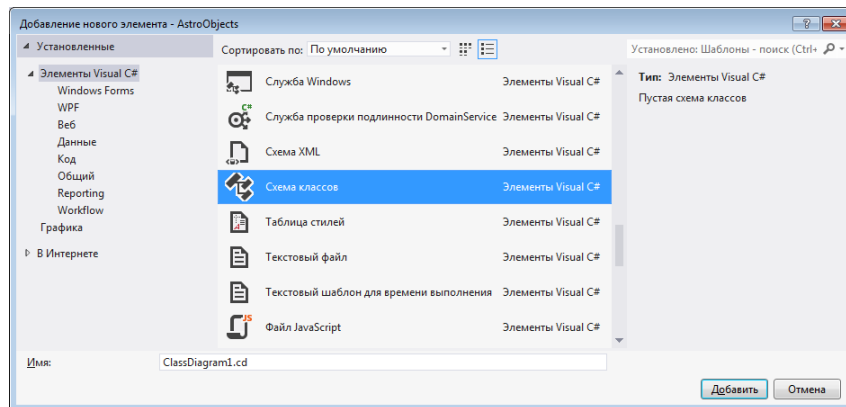 Добавление нового элемента - AstroObjects
Установленные
Сортировать по: По умолчанию
Установлено: Шаблоны - поиск (Ctrl+
Элементы Visual C#
Windows Forms
WPF
Веб
Данные
Код
Общий
Reporting
Workflow
Графика
В Интернете
Служба Windows Элементы Visual C#
C#
Служба проверки подлинности DomainService Элементы Visual C#
Схема XML Элементы Visual C#
Схема классов Элементы Visual C#
Таблица стилей Элементы Visual C#
Текстовый файл Элементы Visual C#
Текстовый шаблон для времени выполнения Элементы Visual C#
JS
Файл JavaScript Элементы Visual C#
Тип: Элементы Visual C#
Пустая схема классов
Имя: ClassDiagram1.cd
Добавить Отмена